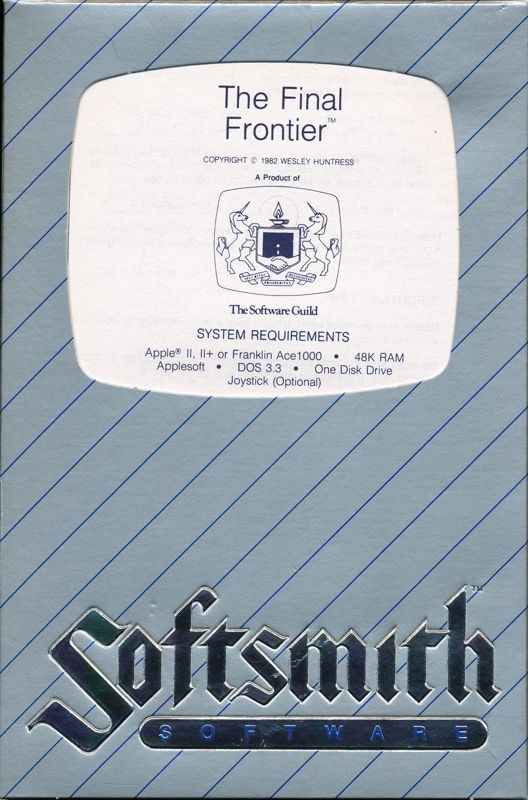 The Final
Frontier™
COPYRIGHT © 1982 WESLEY HUNTRESS
A Product of
PROSPERITAS
The Software Guild
SYSTEM REQUIREMENTS
Apple® II, II+ or Franklin Ace1000 • 48K RAM
Applesoft • DOS 3.3 • One Disk Drive
Joystick (Optional)
Softsmith™
SOFTWARE